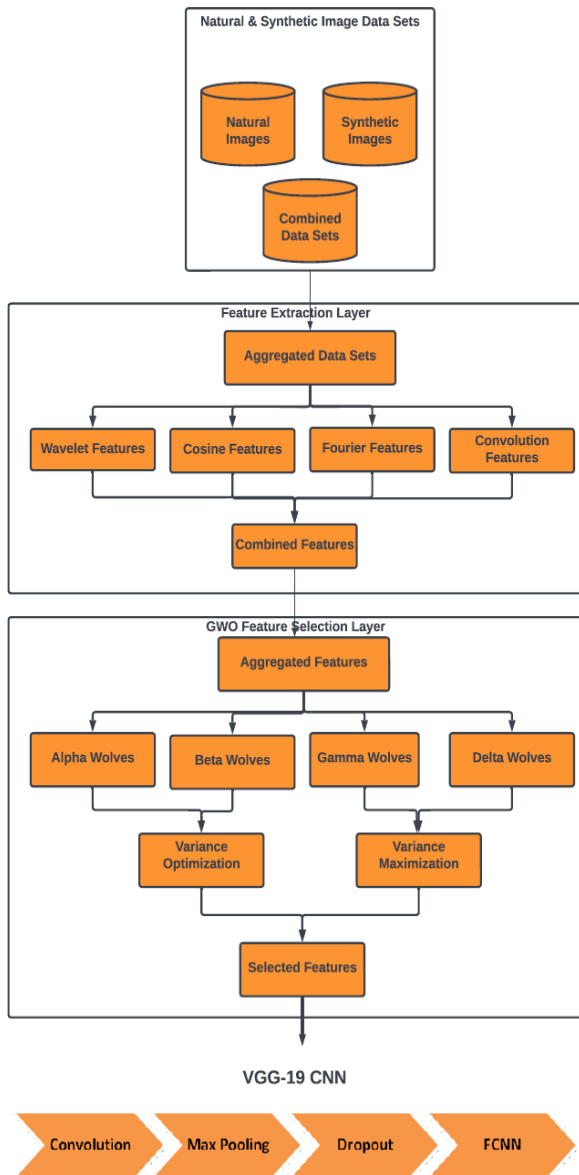 Natural & Synthetic Image Data Sets
Natural
Images
Synthetic
Images
Combined
Data Sets
Feature Extraction Layer
Aggregated Data Sets
Wavelet Features
Cosine Features
Fourier Features
Convolution
Features
Combined Features
GWO Feature Selection Layer
Aggregated Features
Alpha Wolves
Beta Wolves
Gamma Wolves
Delta Wolves
Variance
Optimization
Variance
Maximization
Selected Features
VGG-19 CNN
Convolution
Max Pooling
Dropout
FCNN